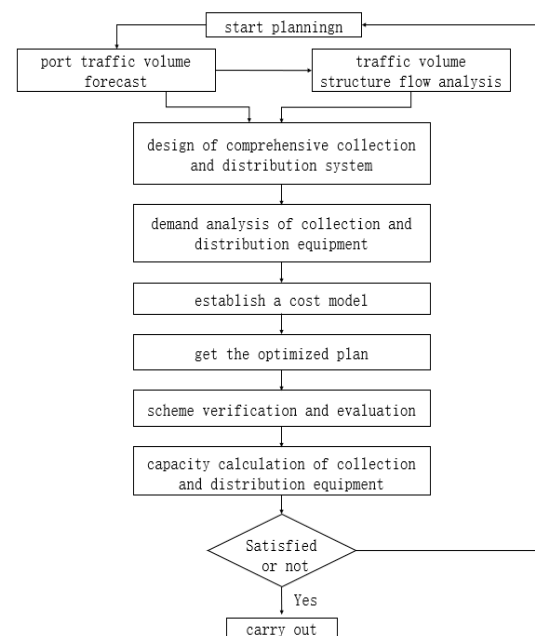 start planningn
port traffic volume
forecast
traffic volume
structure flow analysis
design of comprehensive collection
and distribution system
demand analysis of collection and
distribution equipment
establish a cost model
get the optimized plan
scheme verification and evaluation
capacity calculation of collection
and distribution equipment
Satisfied
or not
Yes
carry out